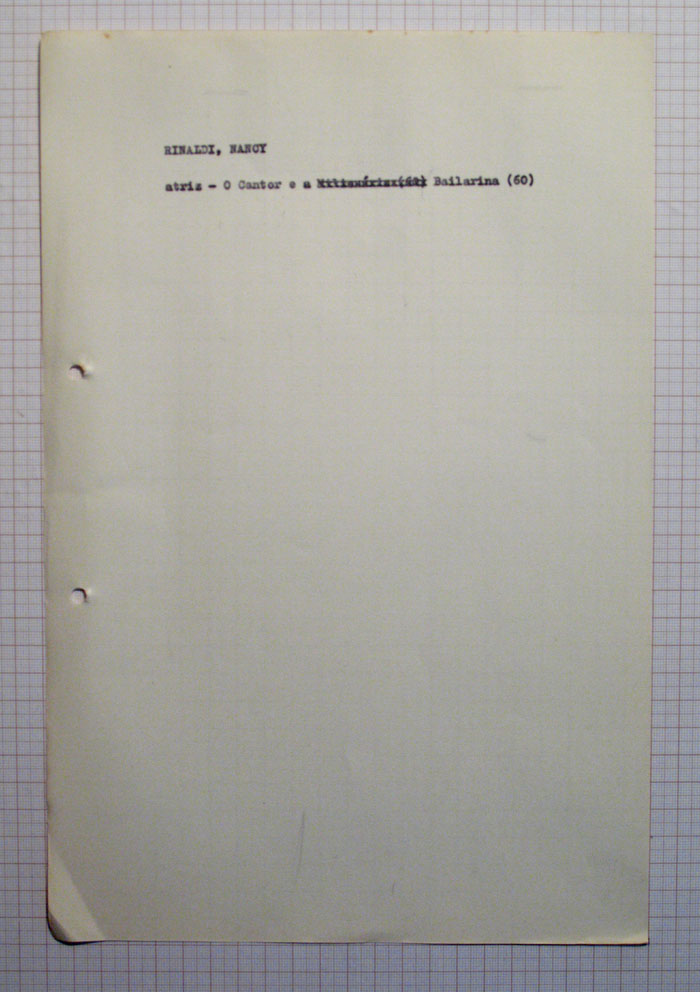 RINALDI, NANCY
atriz - O Cantor e a Bailarina (60)